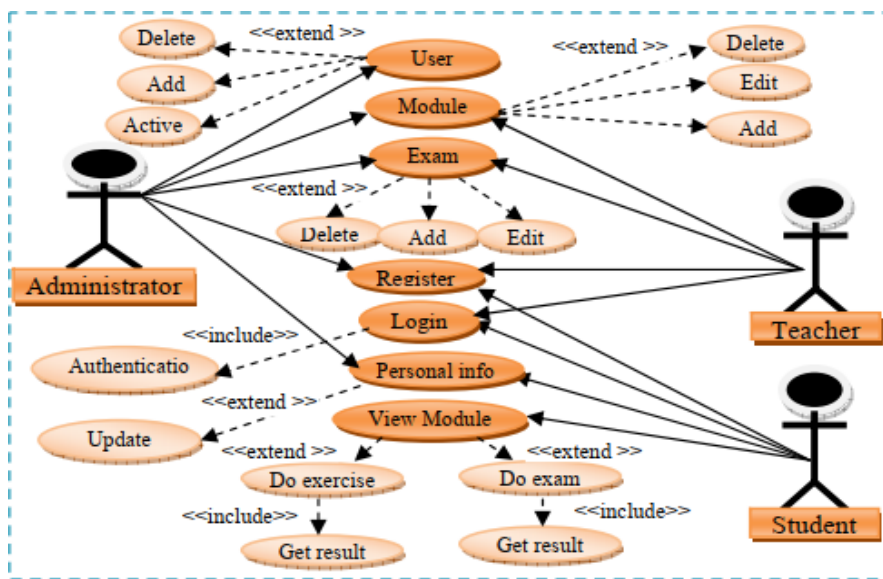 <<extend >>
Delete
User
<<extend >>
Delete
Add
Module
Edit
Active
Exam
Add
<<extend >>
Delete
Add
Edit
Register
Administrator
Login
Teacher
<<include>>
Authenticatio
Personal info
<<extend >>
View Module
Update
<<extend >>
<<extend >>
Do exercise
Do exam
<<include>>
<<include>>
Student
Get result
Get result